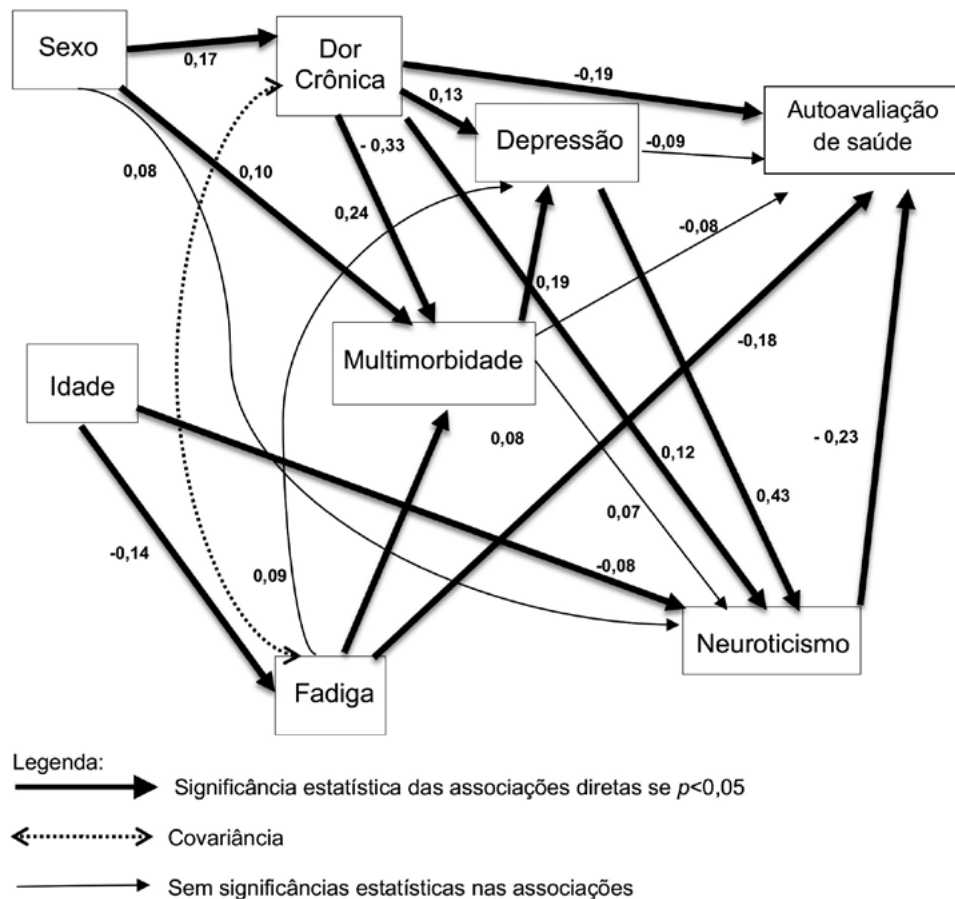 Sexo
0,17
Dor
Crônica
-0,19
0,13
Autoavaliação
de saúde
Depressão
-0,09
- 0,33
0,08
0,10
0,24
-0,08
0,19
Multimorbidade
-0,18
Idade
0,08
0,12
- 0,23
0,07
0,43
-0,14
0,09
-0,08
Neuroticismo
Fadiga
Legenda:
Significância estatística das associações diretas se p<0,05
Covariância
Sem significâncias estatísticas nas associações